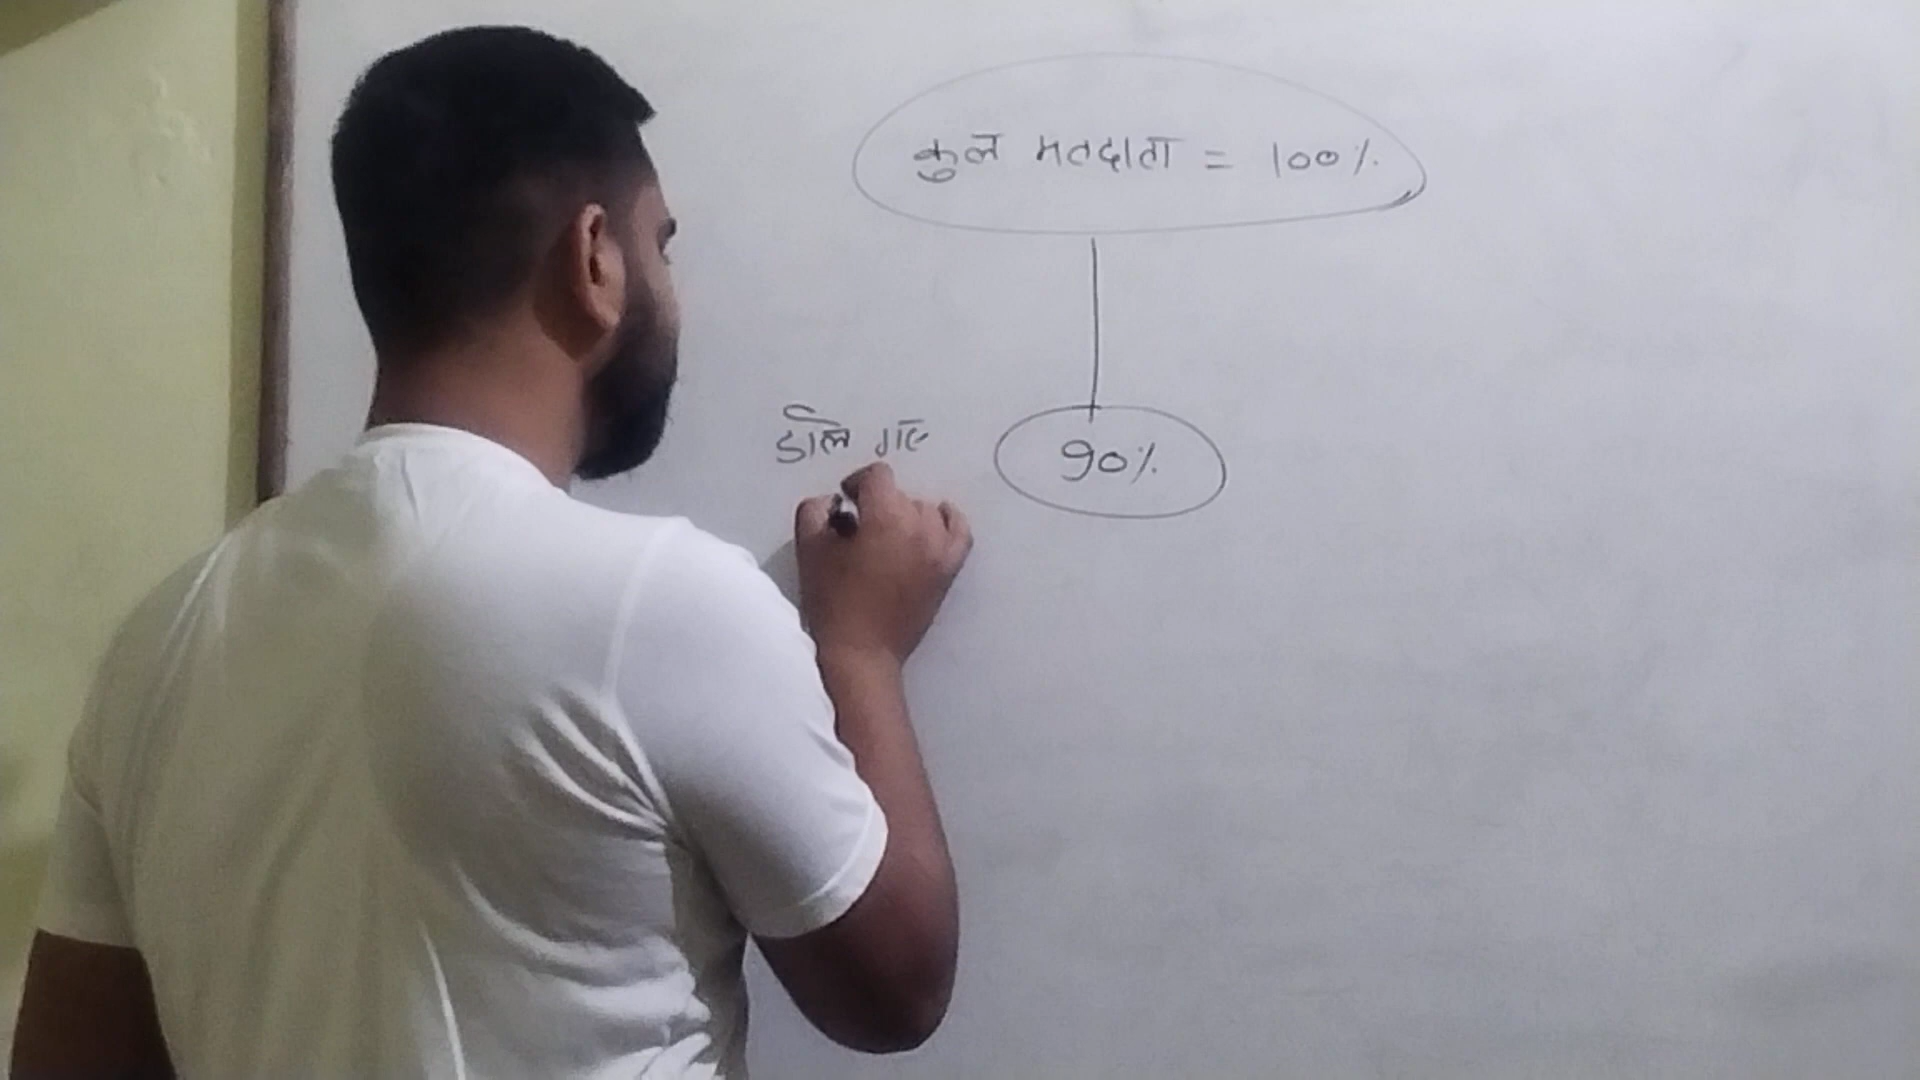 कुल मतदाता = 100%
डाले गए 90%